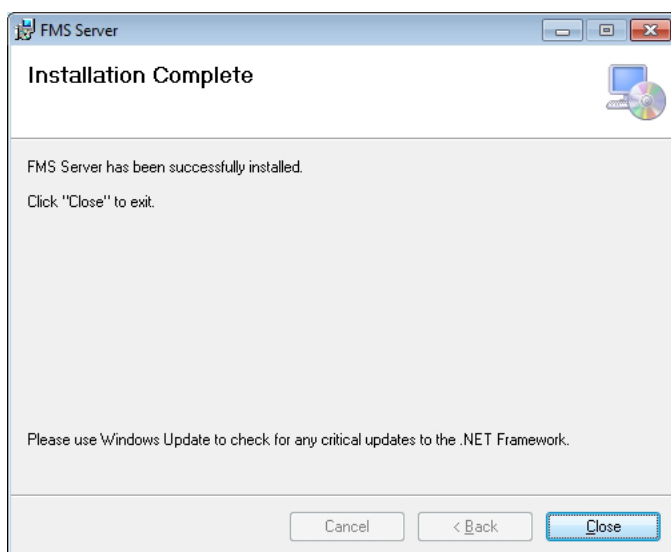 FMS Server
Installation Complete
FMS Server has been successfully installed.
Click "Close" to exit.
Please use Windows Update to check for any critical updates to the .NET Framework.
Cancel
< Back
Close